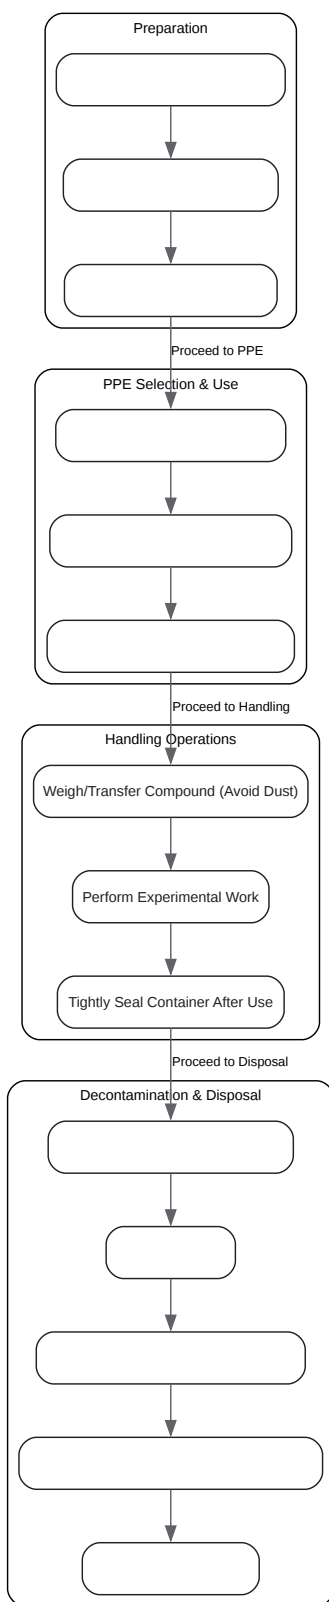 Preparation
Proceed to PPE
PPE Selection & Use
Proceed to Handling
Handling Operations
Weigh/Transfer Compound (Avoid Dust)
Perform Experimental Work
Tightly Seal Container After Use
Proceed to Disposal
Decontamination & Disposal